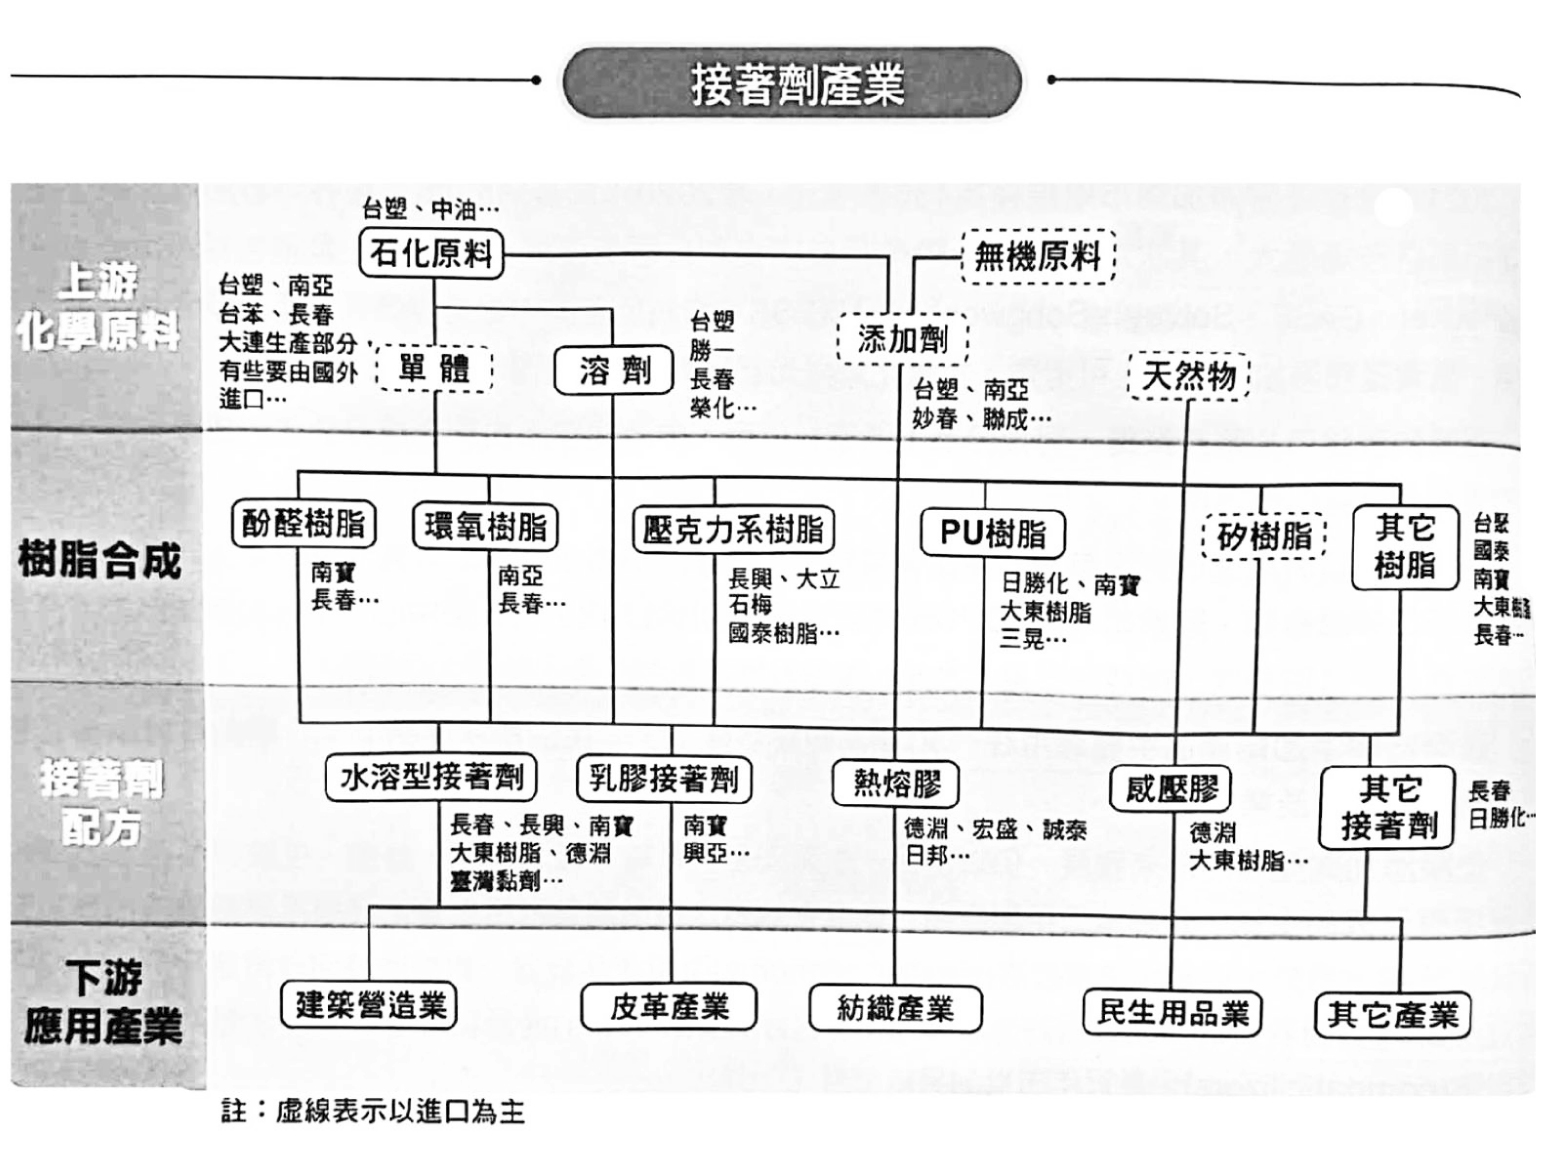 接著劑產業
上游
化學原料
台塑、中油…
石化原料
無機原料
台塑、南亞
台苯、長春
大連生產部分，
有些要由國外
進口…
單體
溶劑
台塑
勝一
長春
榮化…
添加劑
台塑、南亞
妙春、聯成…
天然物
樹脂合成
酚醛樹脂
南寶
長春…
環氧樹脂
南亞
長春…
壓克力系樹脂
長興、大立
石梅
國泰樹脂…
PU樹脂
日勝化、南寶
大東樹脂
三晃…
矽樹脂
其它
樹脂
台聚
國泰
南寶
大東樹脂
長春…
接著劑
配方
水溶型接著劑
長春、長興、南寶
大東樹脂、德淵
臺灣黏劑…
乳膠接著劑
南寶
興亞…
熱熔膠
德淵、宏盛、誠泰
日邦…
感壓膠
德淵
大東樹脂…
其它
接著劑
長春
日勝化…
下游
應用產業
建築營造業
皮革產業
紡織產業
民生用品業
其它產業
註：虛線表示以進口為主